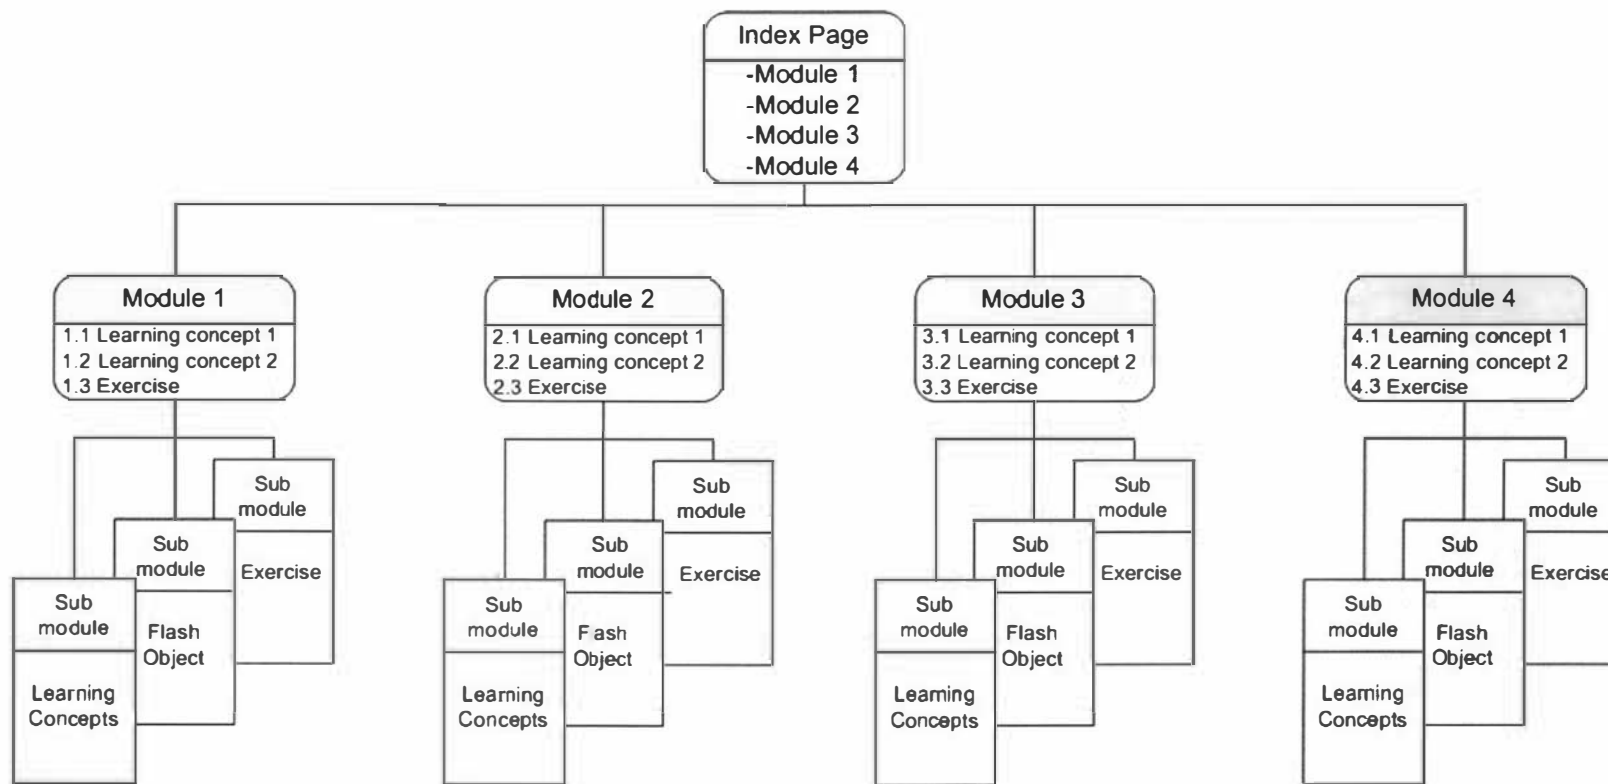 Index Page
-Module 1
-Module 2
-Module 3
-Module 4
Module 1
1.1 Learning concept 1
1.2 Learning concept 2
1.3 Exercise
Module 2
2.1 Learning concept 1
2.2 Learning concept 2
2.3 Exercise
Module 3
3.1 Learning concept 1
3.2 Learning concept 2
3.3 Exercise
Module 4
4.1 Learning concept 1
4.2 Learning concept 2
4.3 Exercise
Sub
module
Learning
Concepts
Sub
module
Flash
Object
Sub
module
Exercise
Sub
module
Learning
Concepts
Sub
module
Flash
Object
Sub
module
Exercise
Sub
module
Learning
Concepts
Sub
module
Flash
Object
Sub
module
Exercise
Sub
module
Learning
Concepts
Sub
module
Flash
Object
Sub
module
Exercise